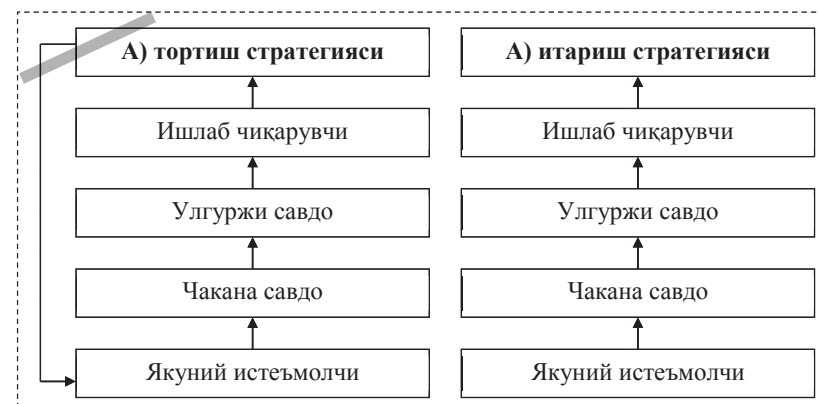 А) тортиш стратегияси
Ишлаб чиқарувчи
Улгуржи савдо
Чакана савдо
Якуний истеъмолчи
А) итариш стратегияси
Ишлаб чиқарувчи
Улгуржи савдо
Чакана савдо
Якуний истеъмолчи